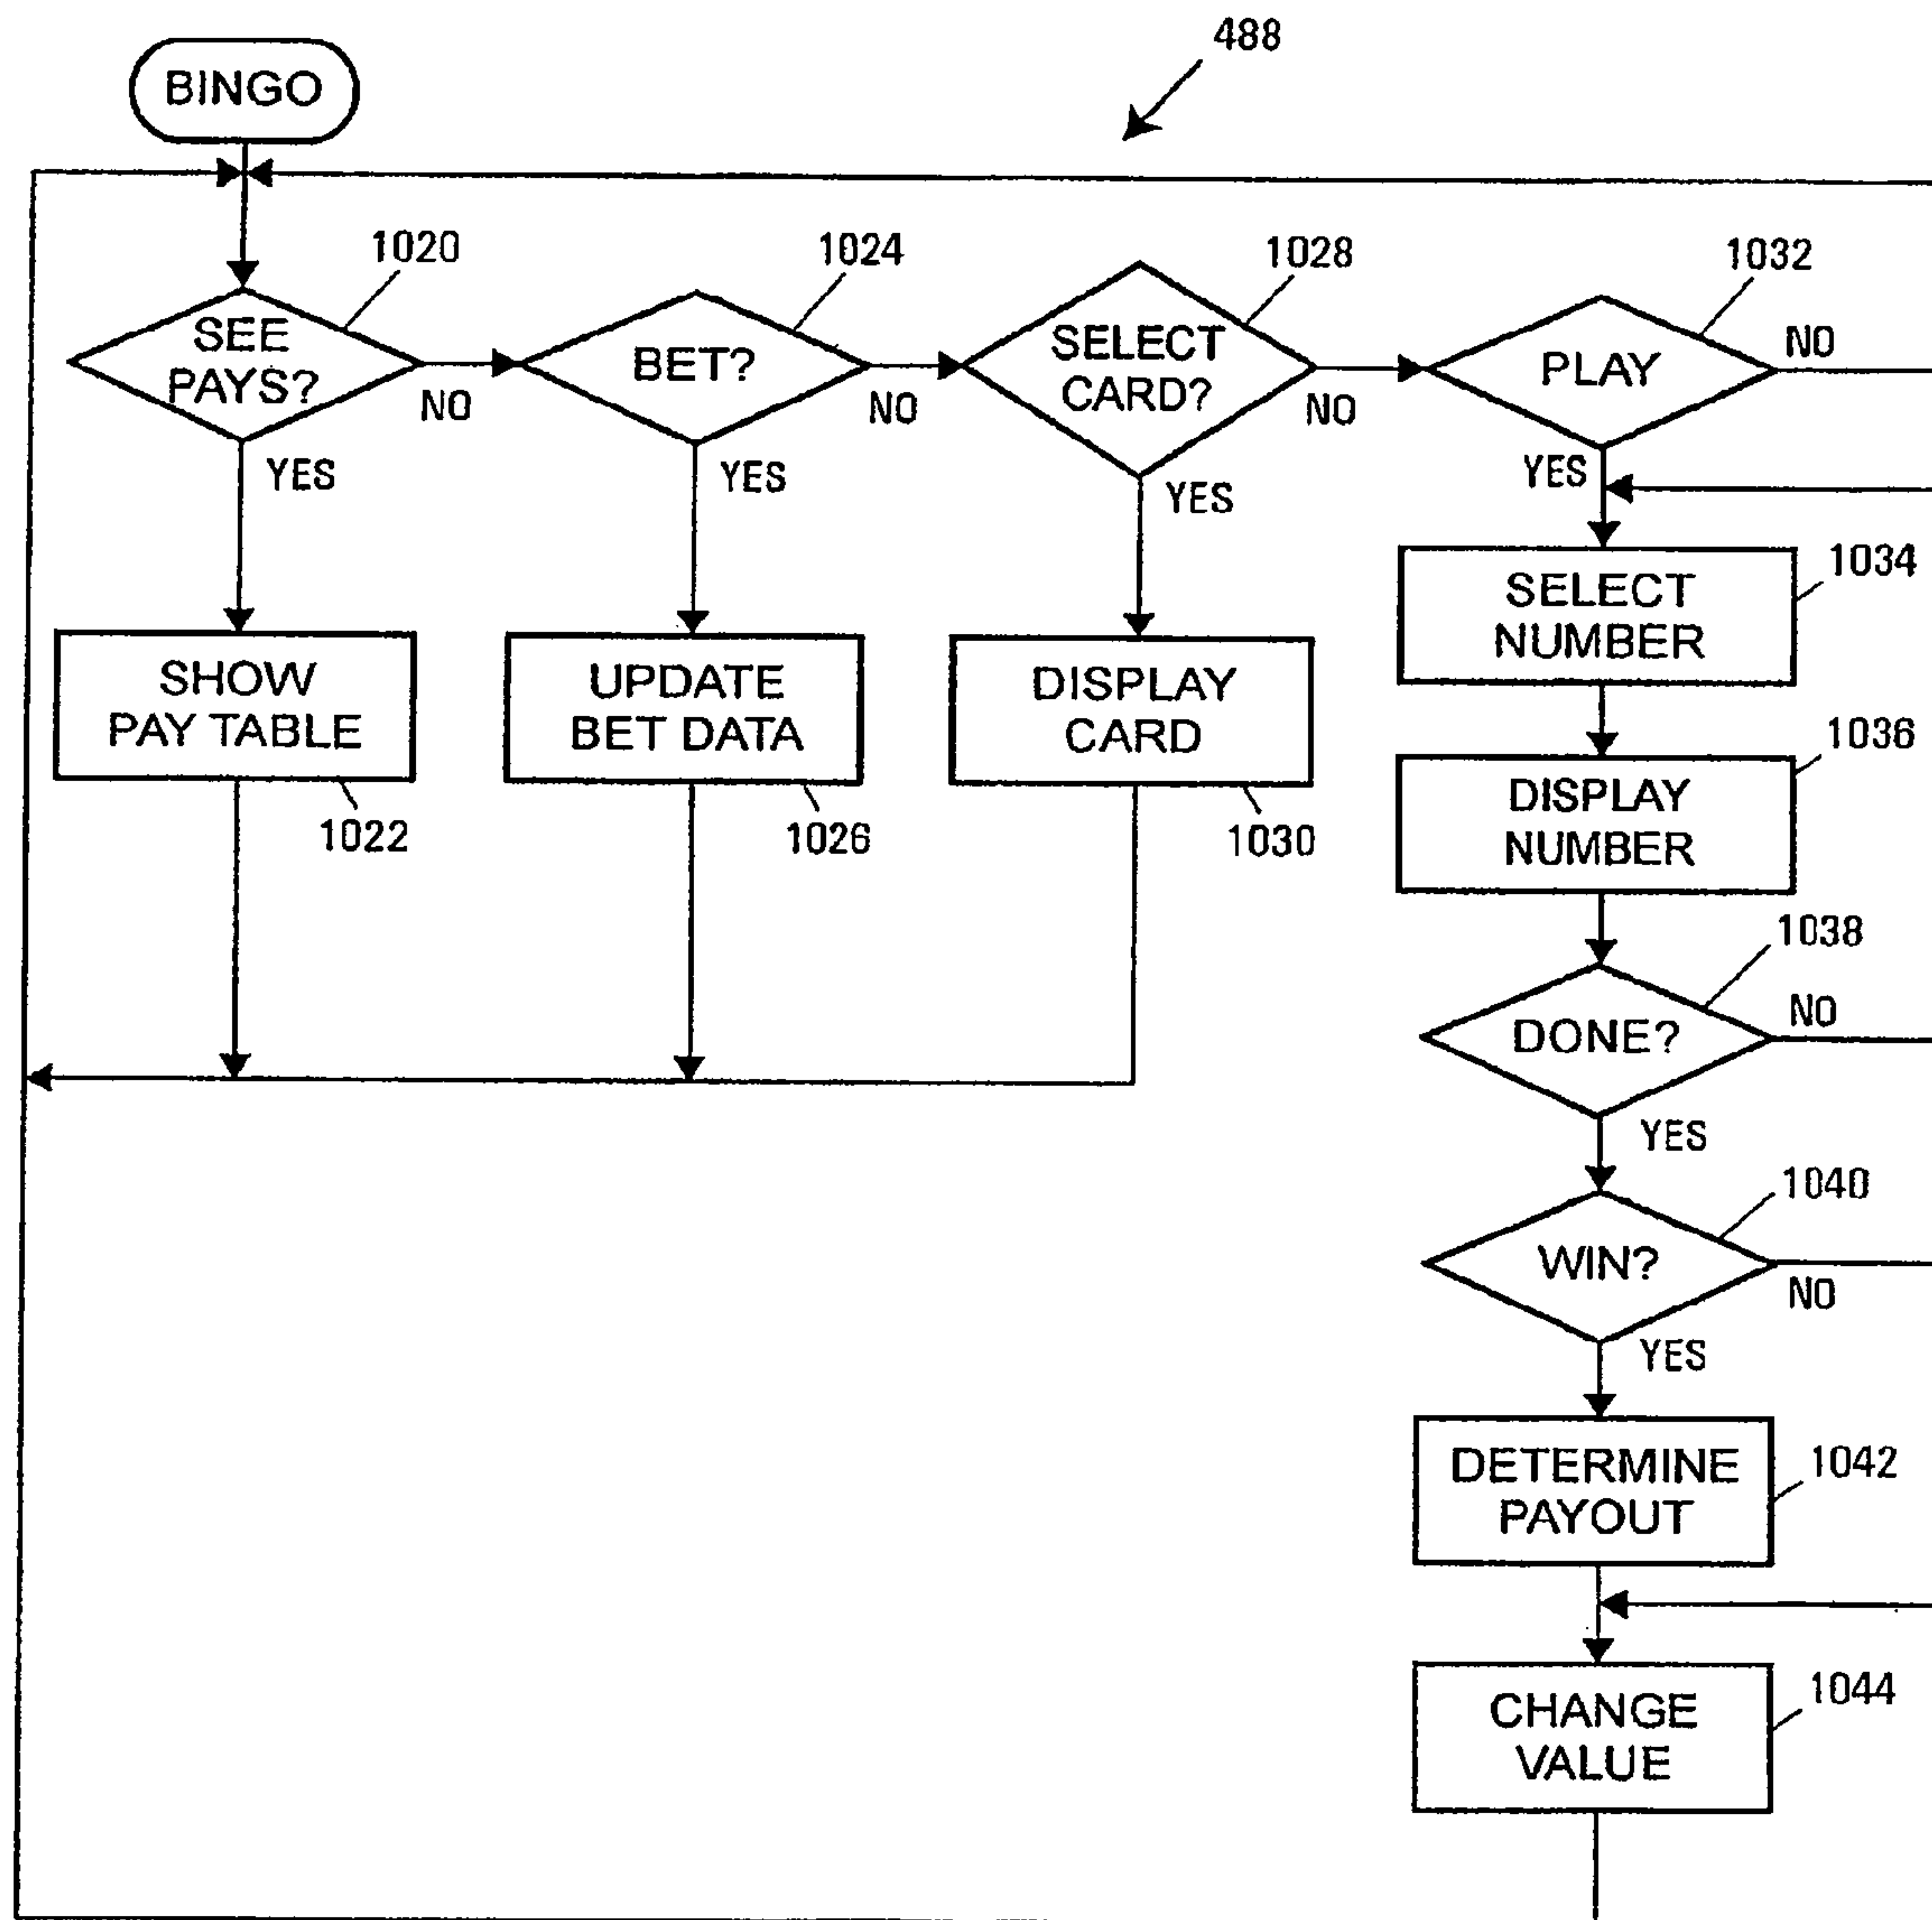 488
BINGO
1020
1024
1028
1032
SEE
PAYS?
NO
YES
BET?
NO
YES
SELECT
CARD?
NO
YES
PLAY
NO
YES
SHOW
PAY TABLE
1022
UPDATE
BET DATA
1026
DISPLAY
CARD
1030
SELECT
NUMBER
1034
DISPLAY
NUMBER
1036
DONE?
1038
NO
YES
WIN?
1040
NO
YES
DETERMINE
PAYOUT
1042
CHANGE
VALUE
1044